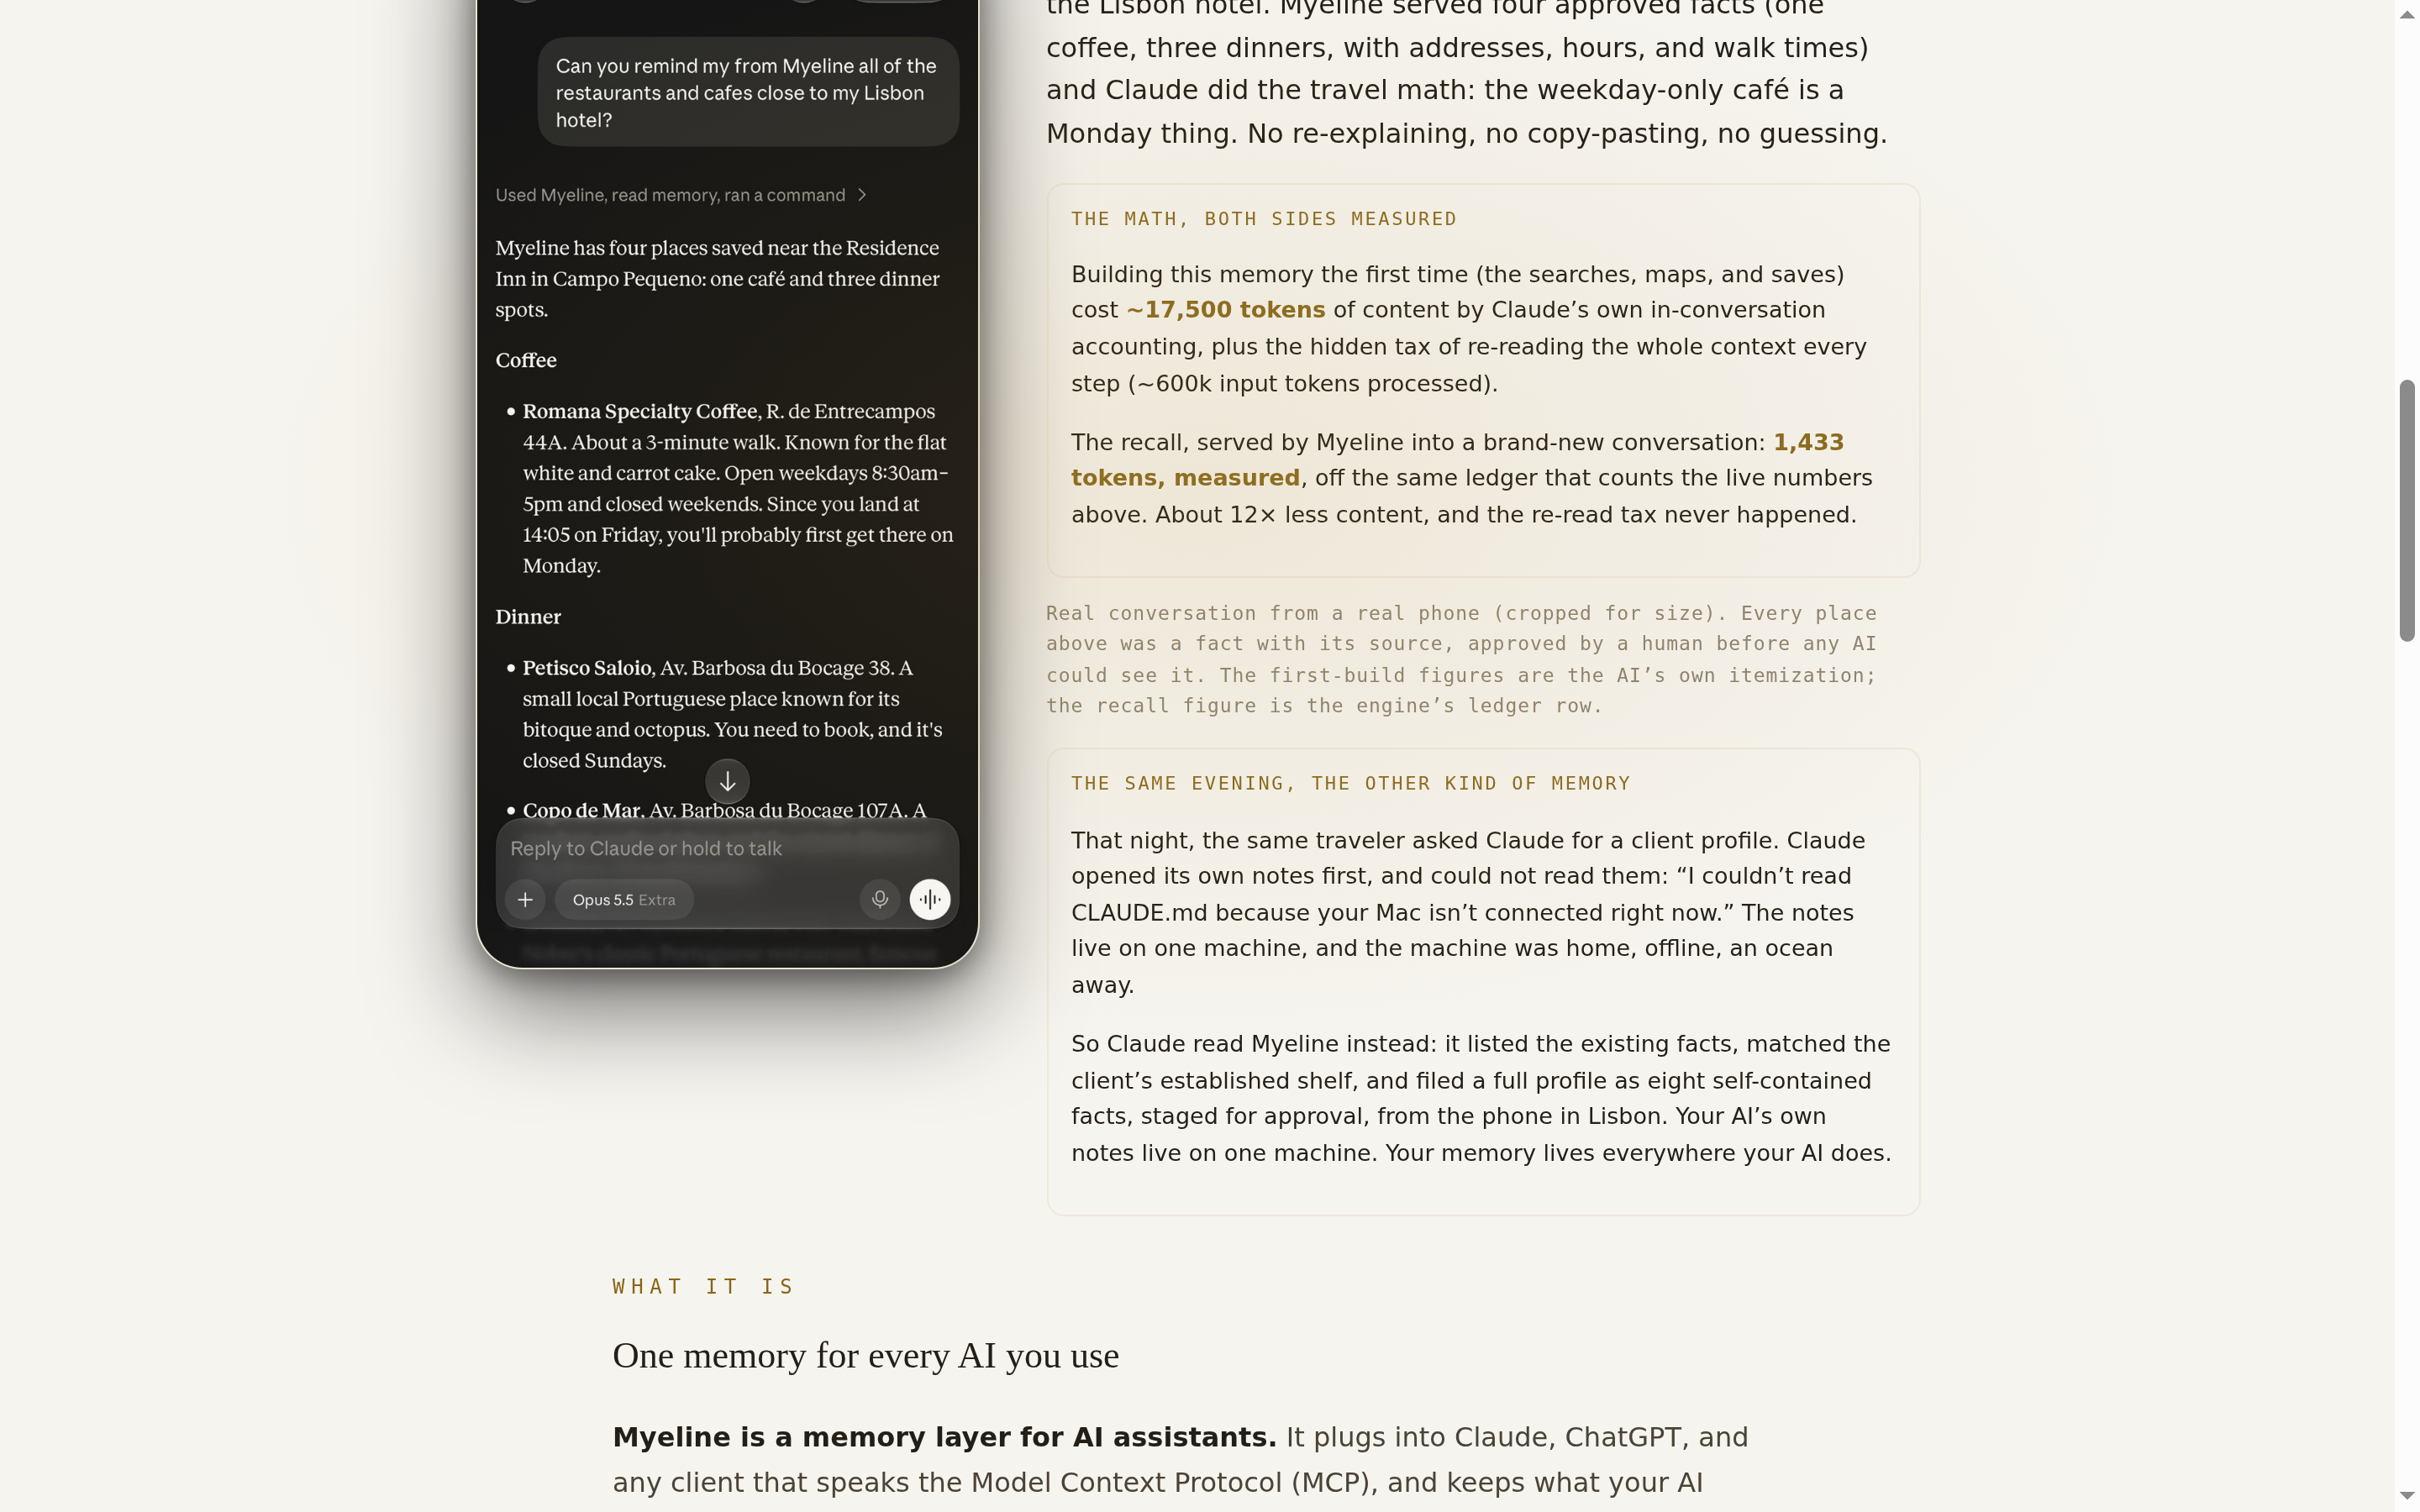 Can you remind my from Myeline all of the
restaurants and cafes close to my Lisbon
hotel?
Used Myeline, read memory, ran a command
Myeline has four places saved near the Residence
Inn in Campo Pequeno: one café and three dinner
spots.
Coffee
• Romana Specialty Coffee, R. de Entrecampos
44A. About a 3-minute walk. Known for the flat
white and carrot cake. Open weekdays 8:30am–
5pm and closed weekends. Since you land at
14:05 on Friday, you'll probably first get there on
Monday.
Dinner
• Petisco Saloio, Av. Barbosa du Bocage 38. A
small local Portuguese place known for its
bitoque and octopus. You need to book, and it's
closed Sundays.
• Copo de Mar, Av. Barbosa du Bocage 107A. A
Reply to Claude or hold to talk
Opus 5.5 Extra
the Lisbon hotel. Myeline served four approved facts (one
coffee, three dinners, with addresses, hours, and walk times)
and Claude did the travel math: the weekday-only café is a
Monday thing. No re-explaining, no copy-pasting, no guessing.
THE MATH, BOTH SIDES MEASURED
Building this memory the first time (the searches, maps, and saves)
cost ~17,500 tokens of content by Claude’s own in-conversation
accounting, plus the hidden tax of re-reading the whole context every
step (~600k input tokens processed).
The recall, served by Myeline into a brand-new conversation: 1,433
tokens, measured, off the same ledger that counts the live numbers
above. About 12× less content, and the re-read tax never happened.
Real conversation from a real phone (cropped for size). Every place
above was a fact with its source, approved by a human before any AI
could see it. The first-build figures are the AI’s own itemization;
the recall figure is the engine’s ledger row.
THE SAME EVENING, THE OTHER KIND OF MEMORY
That night, the same traveler asked Claude for a client profile. Claude
opened its own notes first, and could not read them: “I couldn’t read
CLAUDE.md because your Mac isn’t connected right now.” The notes
live on one machine, and the machine was home, offline, an ocean
away.
So Claude read Myeline instead: it listed the existing facts, matched the
client’s established shelf, and filed a full profile as eight self-contained
facts, staged for approval, from the phone in Lisbon. Your AI’s own
notes live on one machine. Your memory lives everywhere your AI does.
WHAT IT IS
One memory for every AI you use
Myeline is a memory layer for AI assistants. It plugs into Claude, ChatGPT, and
any client that speaks the Model Context Protocol (MCP), and keeps what your AI